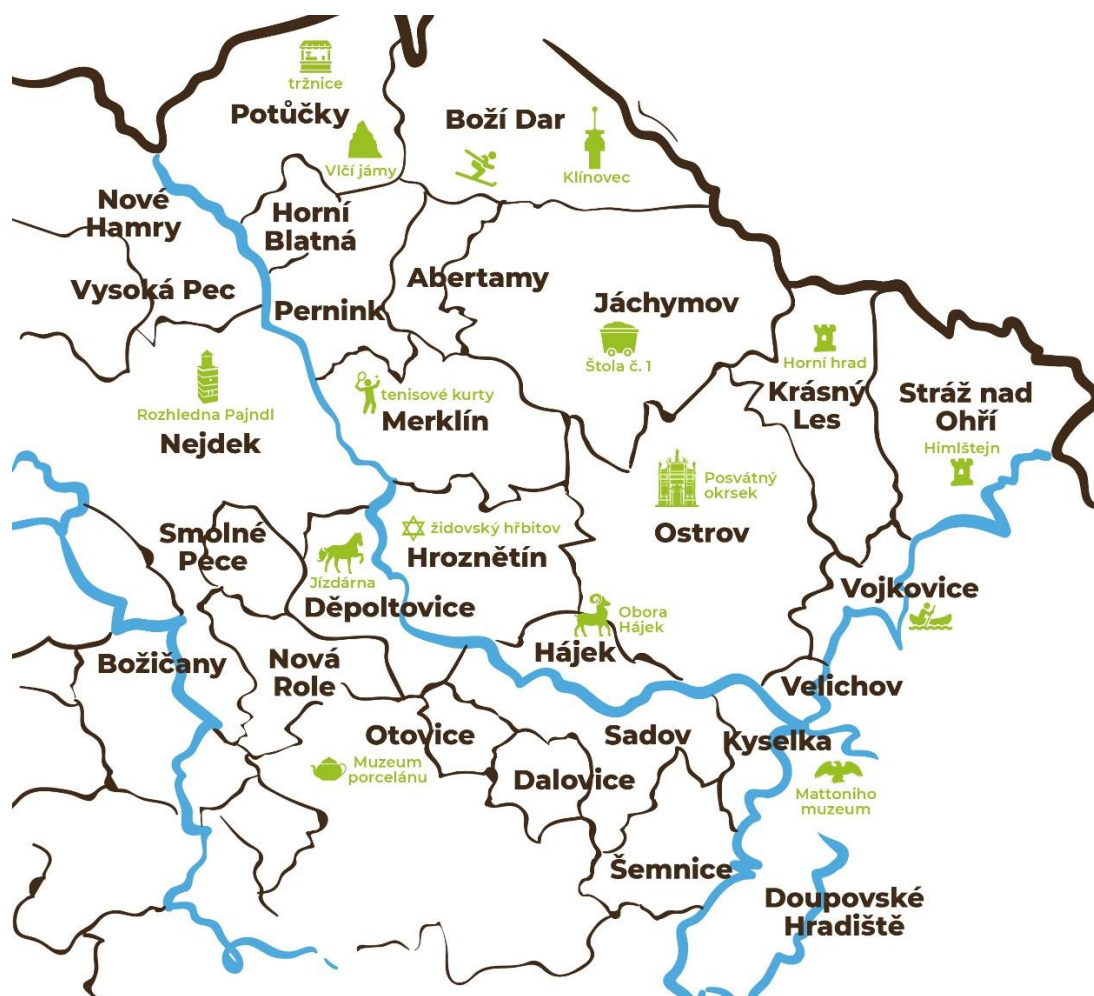 tržnice
Potůčky
Vlčí jámy
Boží Dar
Klínovec
Nové
Hamry
Horní
Blatná
Vysoká Pec
Pernink
Abertamy
Jáchymov
Štola č. 1
Horní hrad
Krásný
Les
Stráž nad
Ohří
Himlštejn
Rozhledna Pajndl
Nejdek
tenisové kurty
Merklín
Posvátný
okrsek
Ostrov
Smolné
Pece
Jízdárna
Děpoltovice
židovský hřbitov
Hroznětín
Vojkovice
Obora
Hájek
Hájek
Božičany
Nová
Role
Velichov
Otovice
Muzeum
porcelánu
Sadov
Kyselka
Dalovice
Mattoniho
muzeum
Šemnice
Doupovské
Hradiště